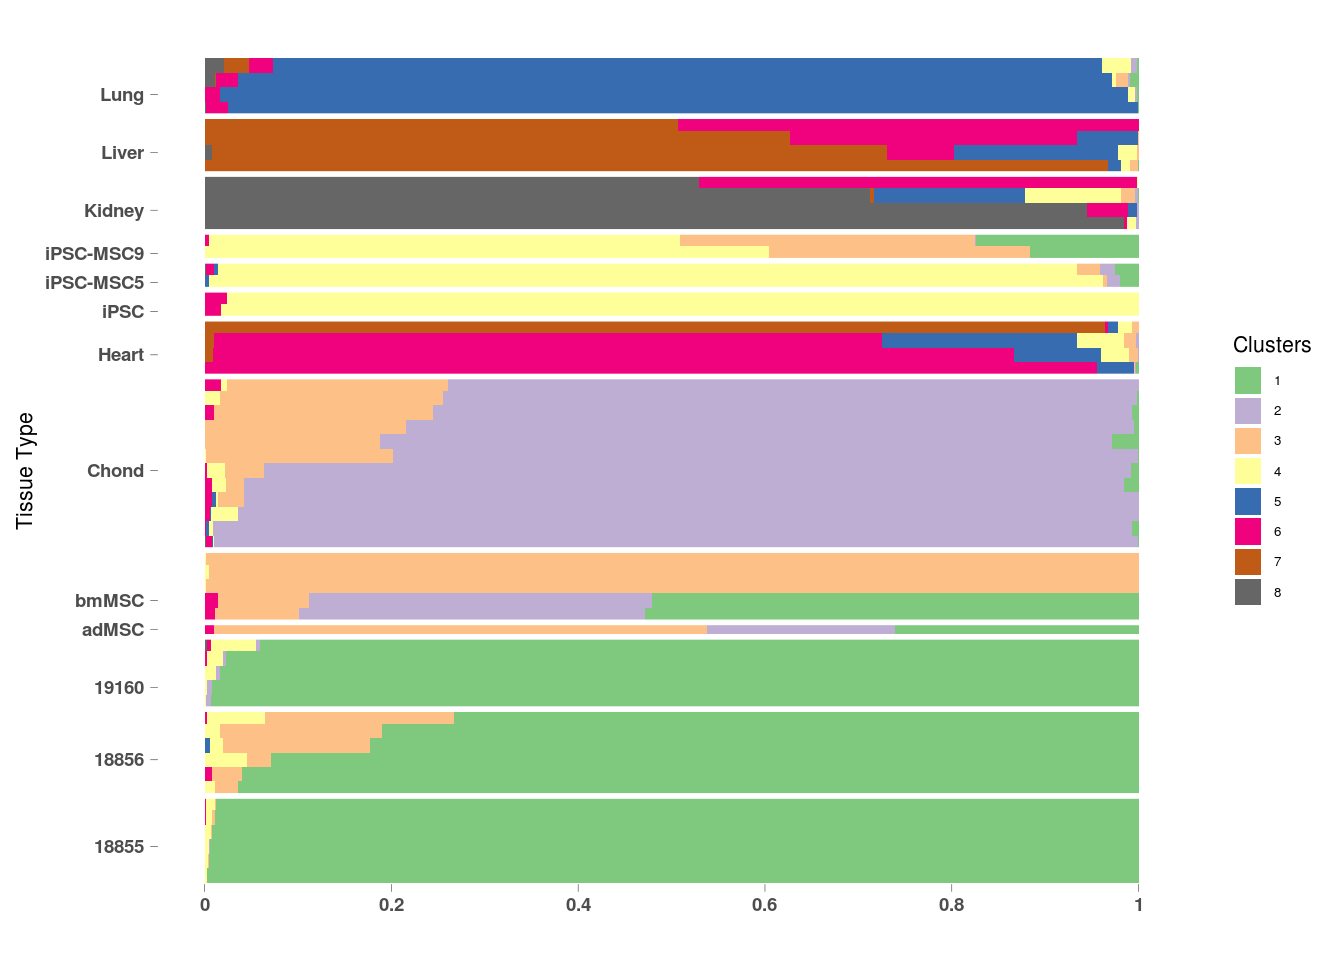 Lung
Liver
Kidney
iPSC-MSC9
iPSC-MSC5
iPSC
Heart
Chond
bmMSC
adMSC
19160
18856
18855
Tissue Type
0 0.2 0.4 0.6 0.8 1
Clusters
1
2
3
4
5
6
7
8